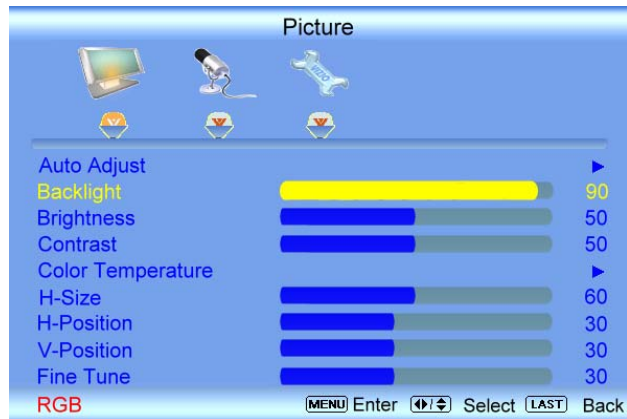 Picture
VIZIO
Auto Adjust
Backlight 90
Brightness 50
Contrast 50
Color Temperature
H-Size 60
H-Position 30
V-Position 30
Fine Tune 30
RGB MENU Enter Select LAST Back